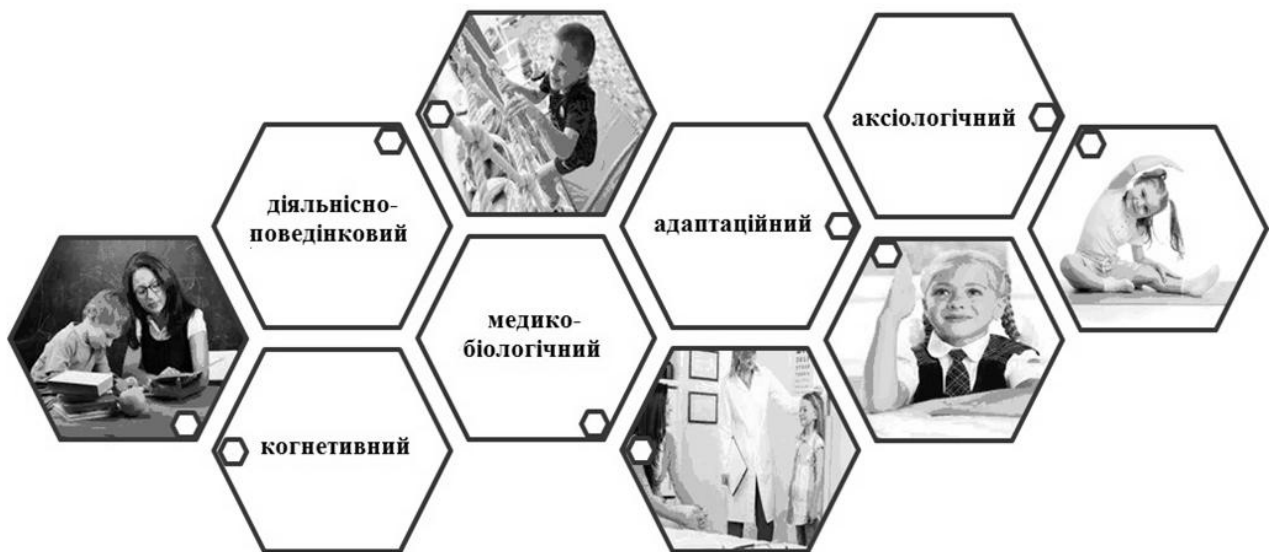 аксіологічний
діяльнісно-
поведінковий
адаптаційний
медико-
біологічний
когнетивний